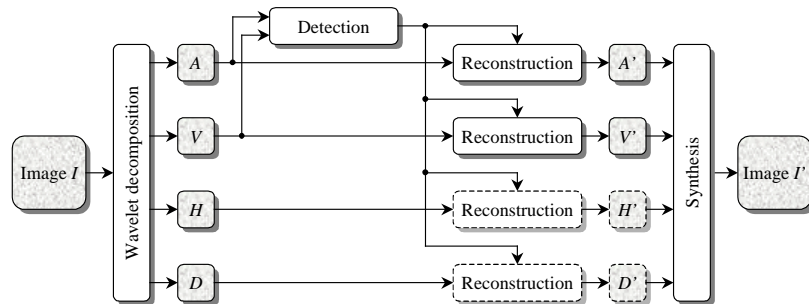 Detection
A
Reconstruction
A'
V
Reconstruction
V'
Image I
Wavelet decomposition
Synthesis
Image I'
H
Reconstruction
H'
D
Reconstruction
D'